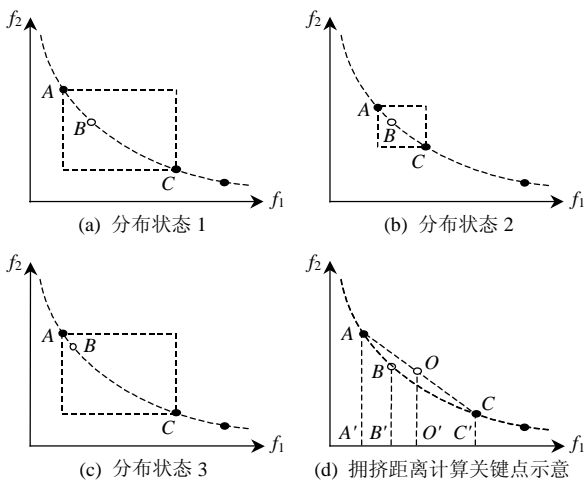 f₂
A
B
C
f₁
(a) 分布状态 1
f₂
A
B
C
f₁
(b) 分布状态 2
f₂
A
B
C
f₁
(c) 分布状态 3
f₂
A
B
O
C
A′ B′ O′ C′
f₁
(d) 拥挤距离计算关键点示意